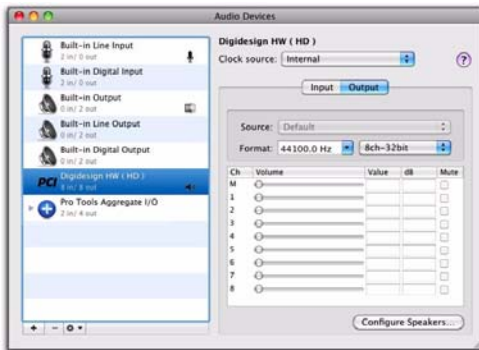 Audio Devices
Built-in Line Input
2 in/ 0 out
Built-in Digital Input
2 in/ 0 out
Built-in Output
0 in/ 2 out
Built-in Line Output
0 in/ 2 out
Built-in Digital Output
0 in/ 2 out
PCI
Digidesign HW ( HD )
8 in/ 8 out
Pro Tools Aggregate I/O
2 in/ 4 out
Digidesign HW ( HD )
Clock source: Internal
?
Input Output
Source: Default
Format: 44100.0 Hz 8ch-32bit
Ch Volume Value dB Mute
M
1
2
3
4
5
6
7
8
Configure Speakers...